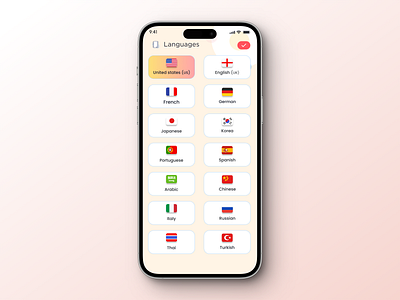 9:41
Languages
United states (us)
English (uk)
French
German
Japanese
Korea
Portuguese
Spanish
Arabic
Chinese
Italy
Russian
Thai
Turkish